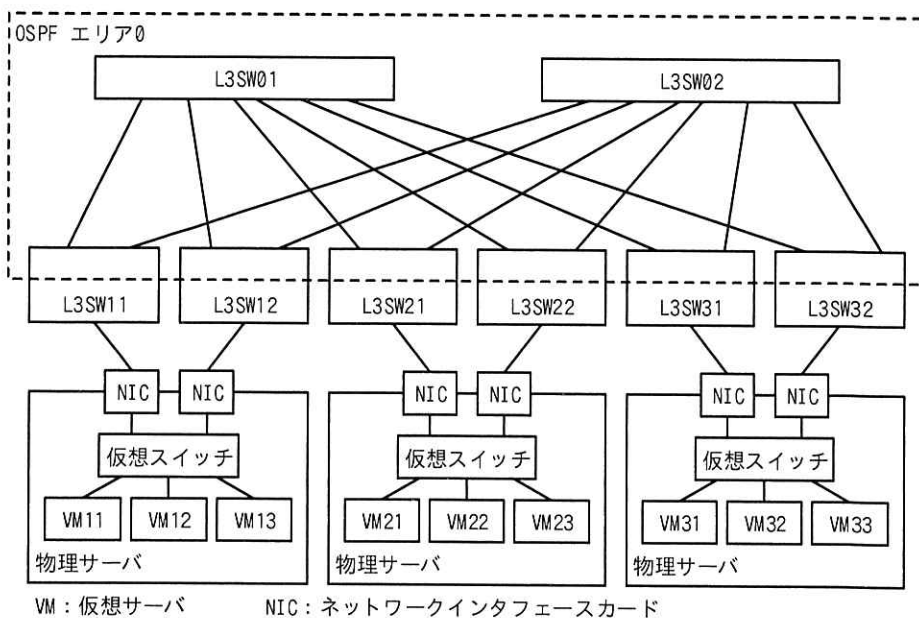 OSPF エリア0
L3SW01 L3SW02
L3SW11 L3SW12 L3SW21 L3SW22 L3SW31 L3SW32
NIC NIC NIC NIC NIC NIC
仮想スイッチ 仮想スイッチ 仮想スイッチ
VM11 VM12 VM13 VM21 VM22 VM23 VM31 VM32 VM33
物理サーバ 物理サーバ 物理サーバ
VM：仮想サーバ NIC：ネットワークインタフェースカード